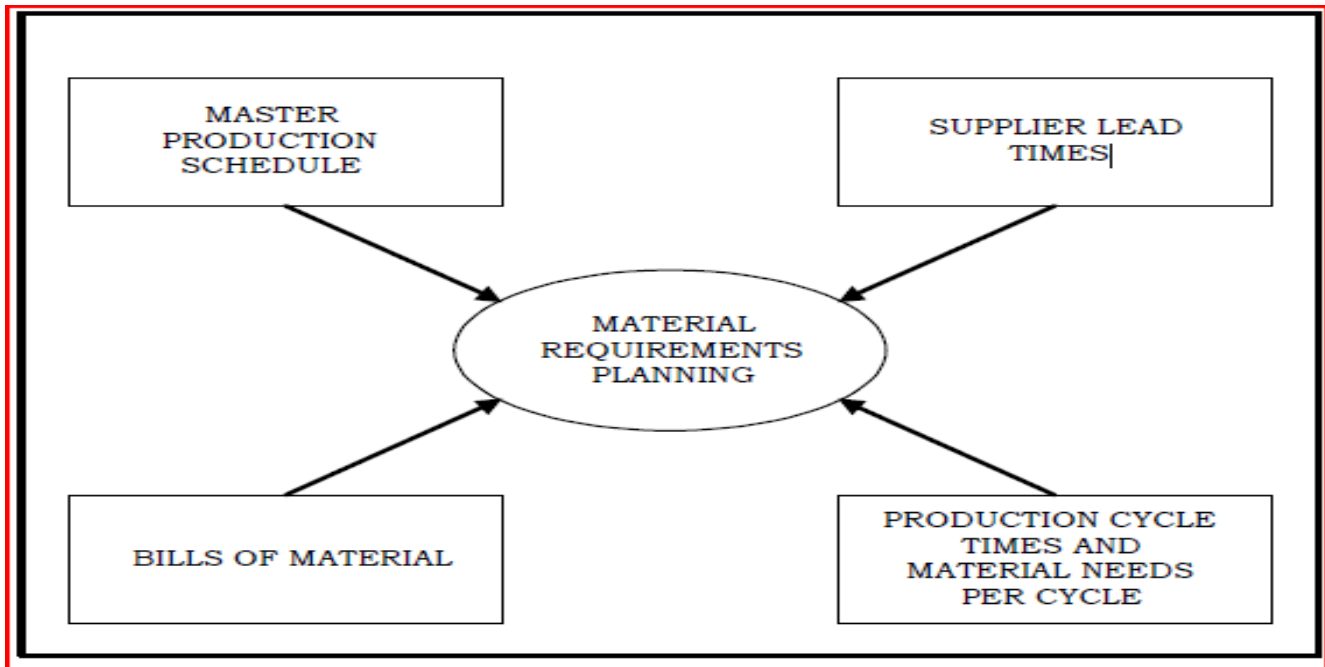 MASTER
PRODUCTION
SCHEDULE
SUPPLIER LEAD
TIMES
MATERIAL
REQUIREMENTS
PLANNING
BILLS OF MATERIAL
PRODUCTION CYCLE
TIMES AND
MATERIAL NEEDS
PER CYCLE